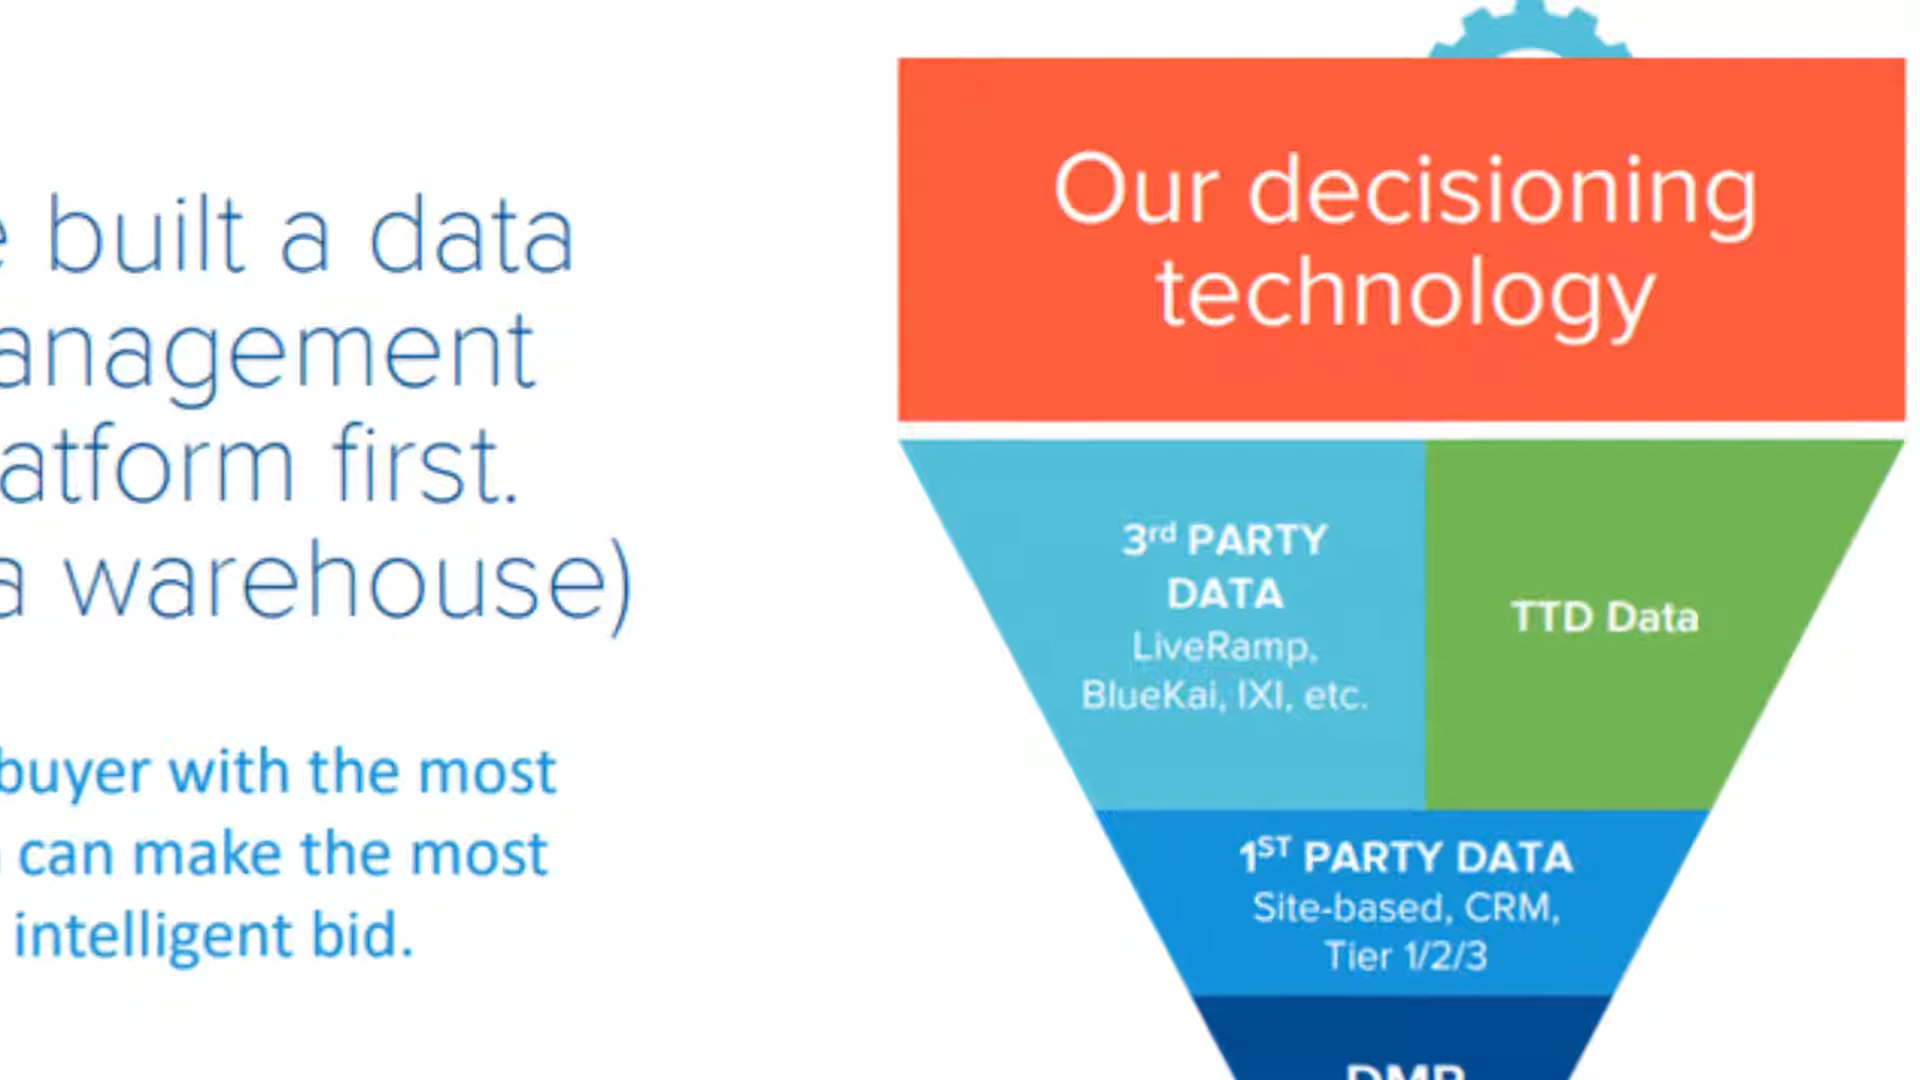 built a data
anagement
atform first.
a warehouse)
buyer with the most
can make the most
intelligent bid.
Our decisioning
technology
3rd PARTY
DATA
LiveRamp,
BlueKai, IXI, etc.
TTD Data
1ST PARTY DATA
Site-based, CRM,
Tier 1/2/3
DMP